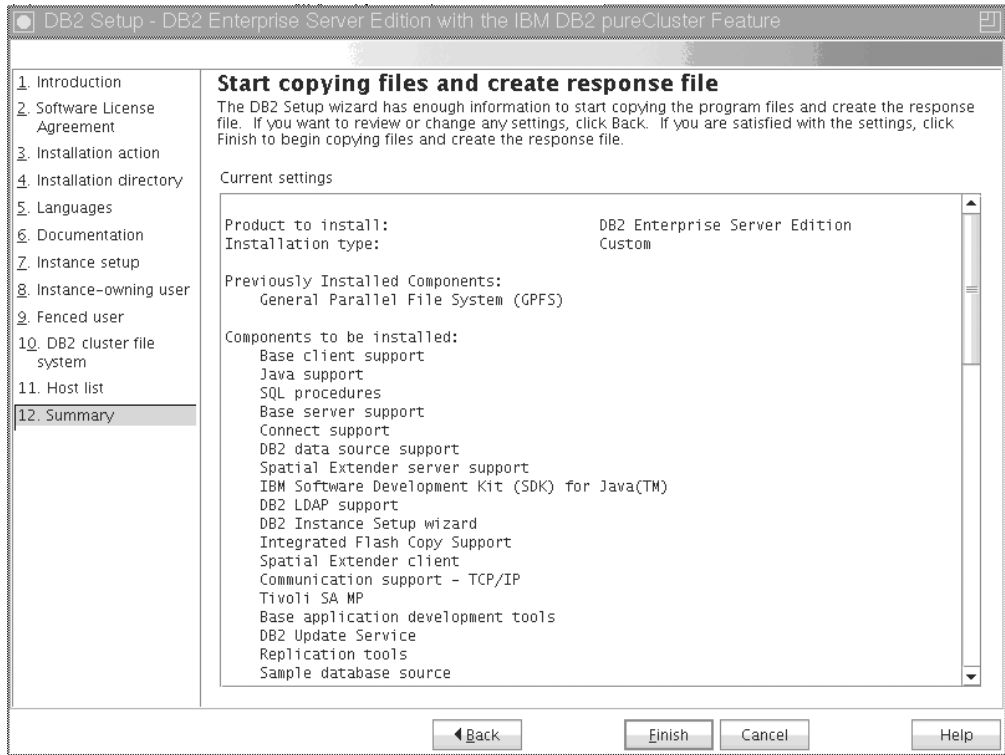 DB2 Setup - DB2 Enterprise Server Edition with the IBM DB2 pureCluster Feature
1. Introduction
2. Software License
Agreement
3. Installation action
4. Installation directory
5. Languages
6. Documentation
7. Instance setup
8. Instance-owning user
9. Fenced user
10. DB2 cluster file
system
11. Host list
12. Summary
Start copying files and create response file
The DB2 Setup wizard has enough information to start copying the program files and create the response
file. If you want to review or change any settings, click Back. If you are satisfied with the settings, click
Finish to begin copying files and create the response file.
Current settings
Product to install: DB2 Enterprise Server Edition
Installation type: Custom
Previously Installed Components:
General Parallel File System (GPFS)
Components to be installed:
Base client support
Java support
SQL procedures
Base server support
Connect support
DB2 data source support
Spatial Extender server support
IBM Software Development Kit (SDK) for Java(TM)
DB2 LDAP support
DB2 Instance Setup wizard
Integrated Flash Copy Support
Spatial Extender client
Communication support - TCP/IP
Tivoli SA MP
Base application development tools
DB2 Update Service
Replication tools
Sample database source
Back Finish Cancel Help